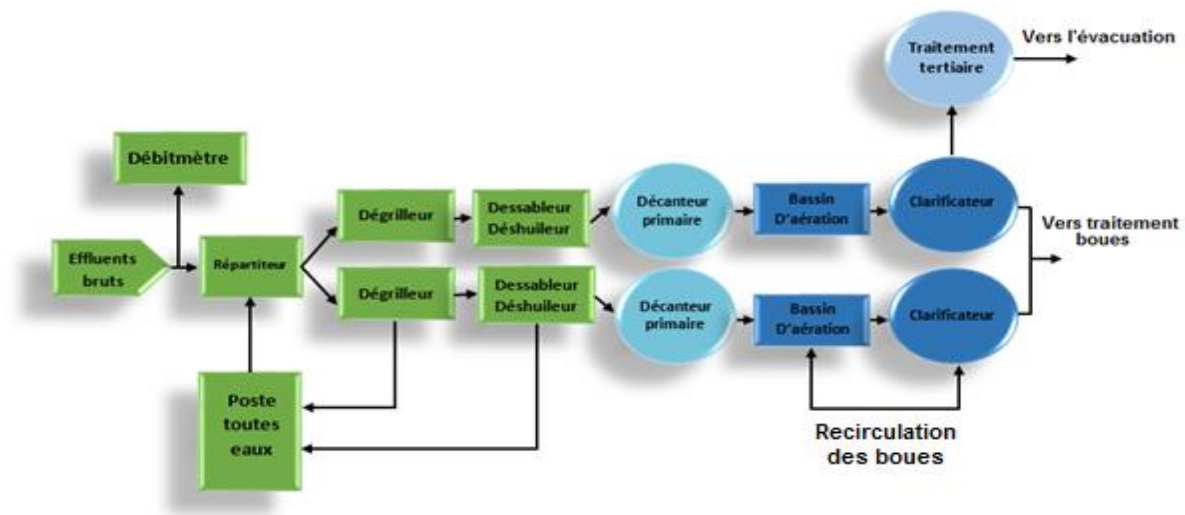 Traitement
tertiaire
Vers l'évacuation
Débitmètre
Effluents
bruts
Répartiteur
Dégrilleur
Dessableur
Déshuileur
Décanteur
primaire
Bassin
D'aération
Clarificateur
Vers traitement
boues
Dégrilleur
Dessableur
Déshuileur
Décanteur
primaire
Bassin
D'aération
Clarificateur
Poste
toutes
eaux
Recirculation
des boues